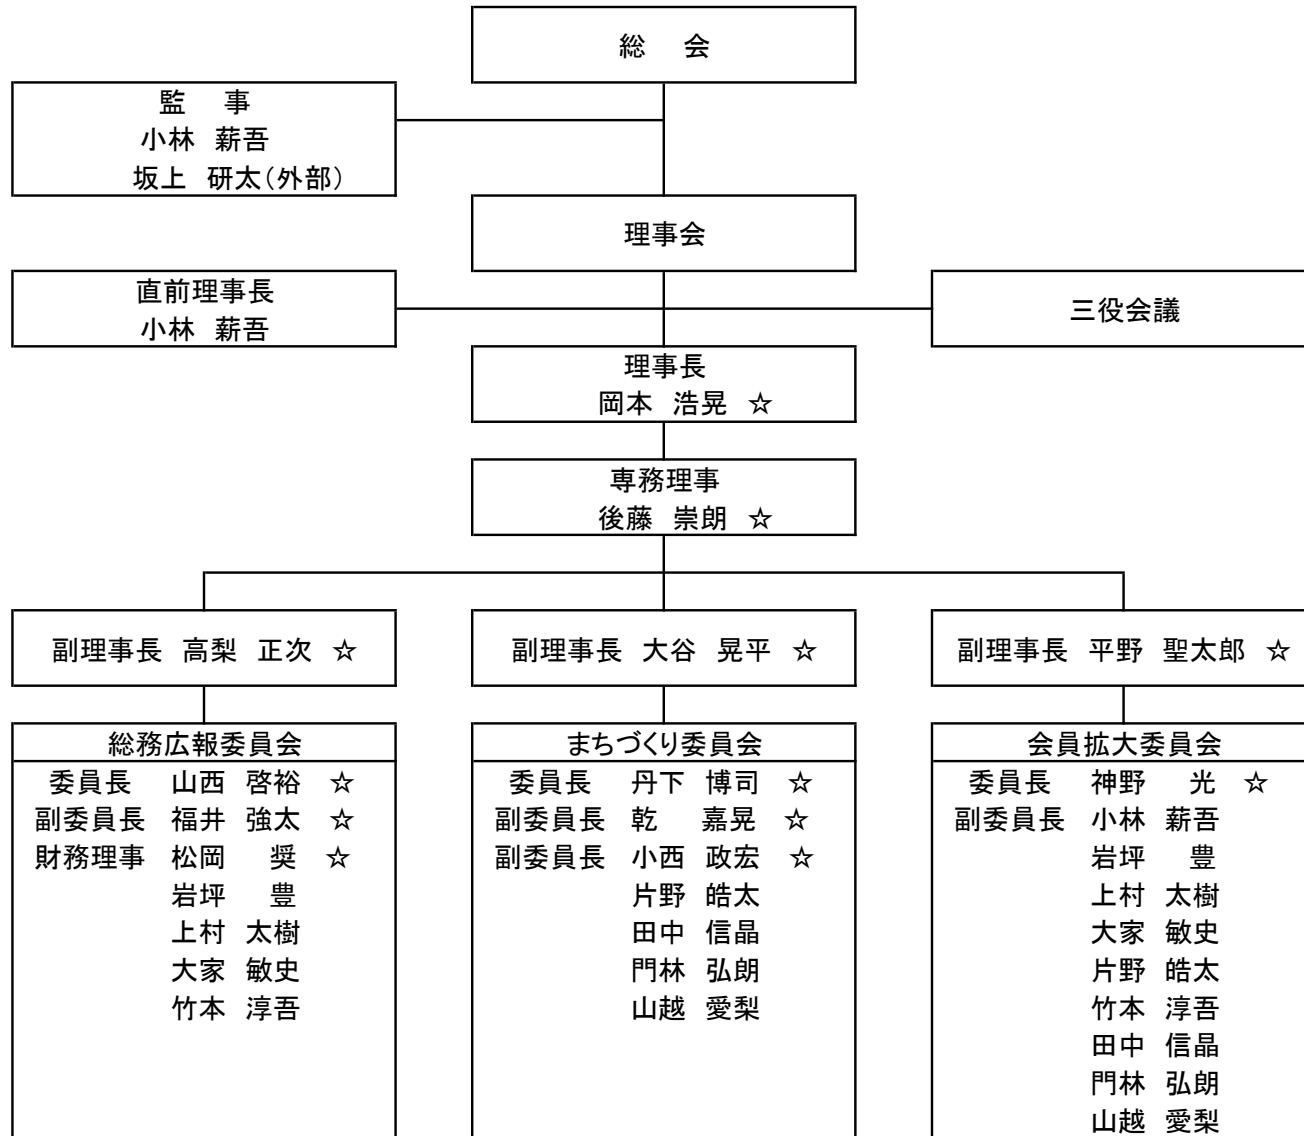 総 会
監 事
小林 薪吾
坂上 研太(外部)
理事会
直前理事長
小林 薪吾
三役会議
理事長
岡本 浩晃 ☆
専務理事
後藤 崇朗 ☆
副理事長 高梨 正次 ☆
副理事長 大谷 晃平 ☆
副理事長 平野 聖太郎 ☆
総務広報委員会
委員長 山西 啓裕 ☆
副委員長 福井 強太 ☆
財務理事 松岡 奨 ☆
岩坪 豊
上村 太樹
大家 敏史
竹本 淳吾
まちづくり委員会
委員長 丹下 博司 ☆
副委員長 乾 嘉晃 ☆
副委員長 小西 政宏 ☆
片野 皓太
田中 信晶
門林 弘朗
山越 愛梨
会員拡大委員会
委員長 神野 光 ☆
副委員長 小林 薪吾
岩坪 豊
上村 太樹
大家 敏史
片野 皓太
竹本 淳吾
田中 信晶
門林 弘朗
山越 愛梨